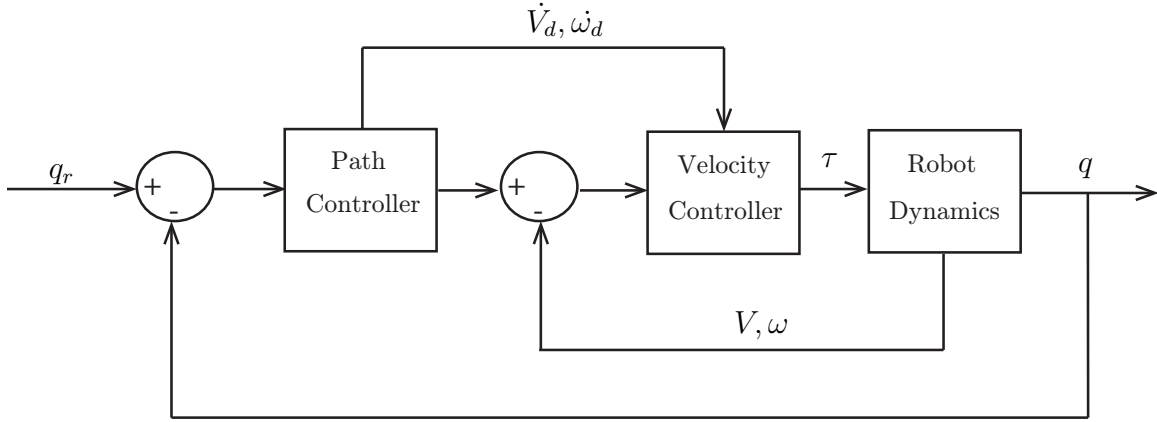 V̇_d, ω̇_d
q_r
+
-
Path
Controller
+
-
Velocity
Controller
τ
Robot
Dynamics
q
V, ω